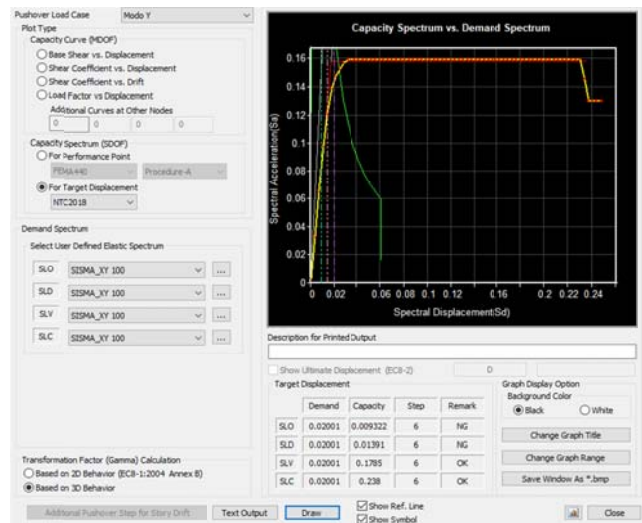 Pushover Load Case Modo Y
Plot Type
Capacity Curve (MDOF)
Base Shear vs. Displacement
Shear Coefficient vs. Displacement
Shear Coefficient vs. Drift
Load Factor vs Displacement
Additional Curves at Other Nodes
0 0 0 0
Capacity Spectrum (SDOF)
For Performance Point
FEMA440 Procedure-A
For Target Displacement
NTC2018
Demand Spectrum
Select User Defined Elastic Spectrum
SLO SISMA_XY 100 ...
SLD SISMA_XY 100 ...
SLV SISMA_XY 100 ...
SLC SISMA_XY 100 ...
Transformation Factor (Gamma) Calculation
Based on 2D Behavior (EC8-1:2004 Annex B)
Based on 3D Behavior
Capacity Spectrum vs. Demand Spectrum
Spectral Acceleration(Sa)
0.16
0.14
0.12
0.1
0.08
0.06
0.04
0.02
0
0 0.02 0.06 0.08 0.1 0.12 0.16 0.2 0.22 0.24
Spectral Displacement(Sd)
Description for Printed Output
Show Ultimate Displacement (EC8-2) 0
Target Displacement
Demand Capacity Step Remark
SLO 0.02001 0.009322 6 NG
SLD 0.02001 0.01391 6 NG
SLV 0.02001 0.1785 6 OK
SLC 0.02001 0.238 6 OK
Graph Display Option
Background Color
Black White
Change Graph Title
Change Graph Range
Save Window As *.bmp
Additional Pushover Step for Story Drift Text Output Draw
Show Ref. Line
Show Symbol
Close